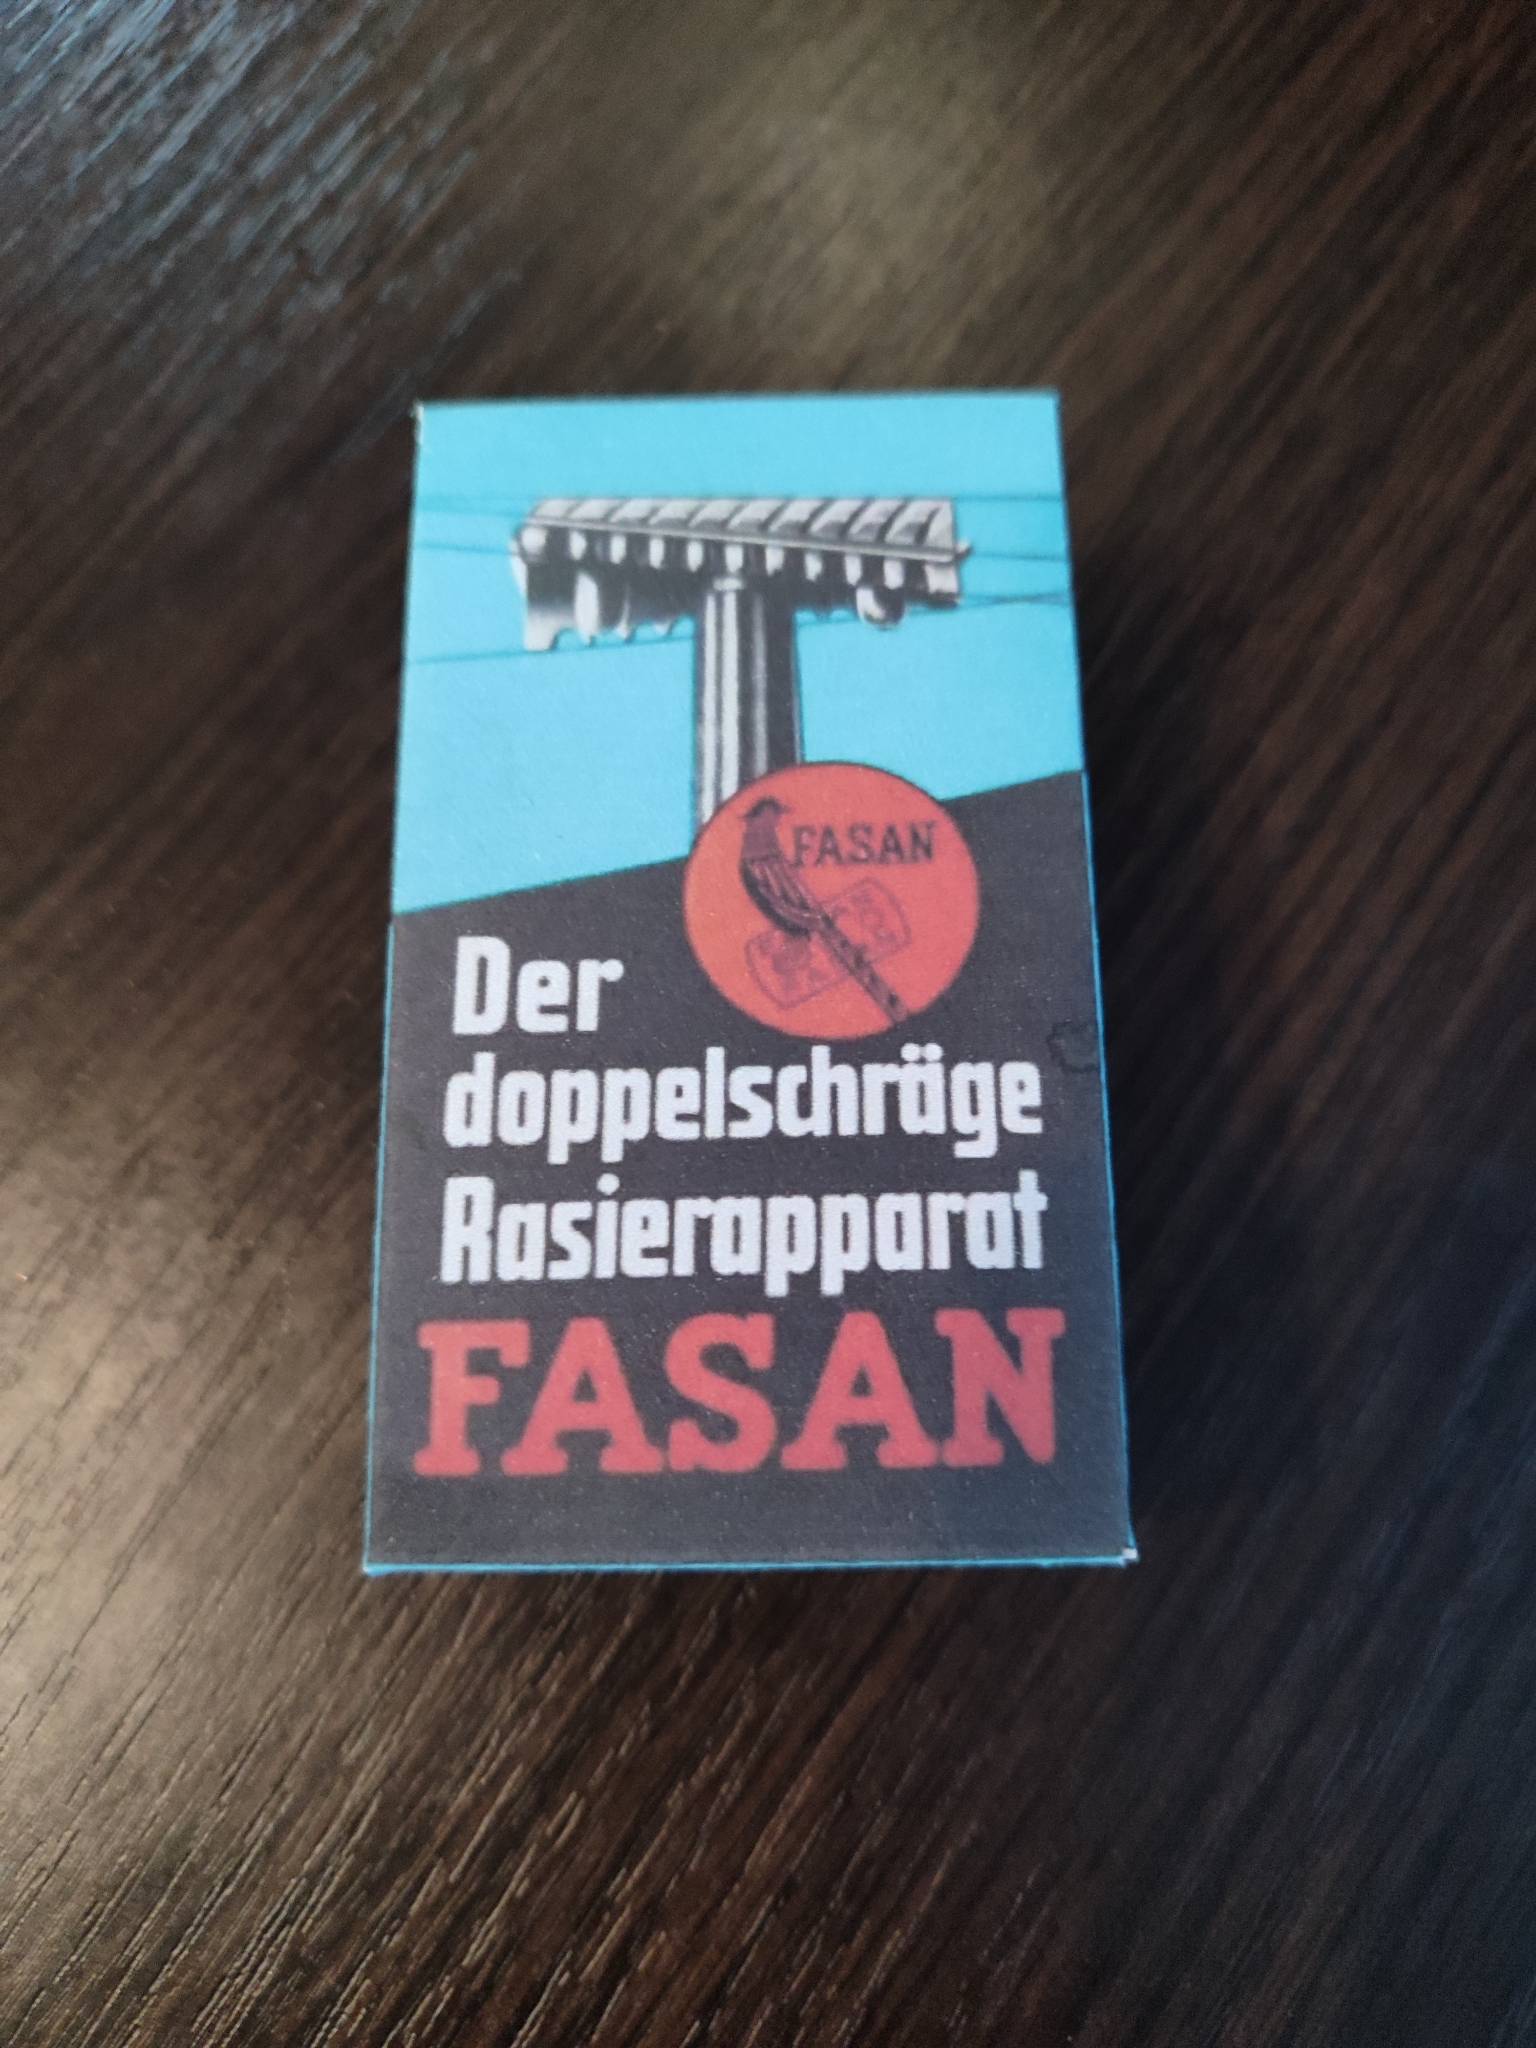 FASAN
Der
doppelschräge
Rasierapparat
FASAN